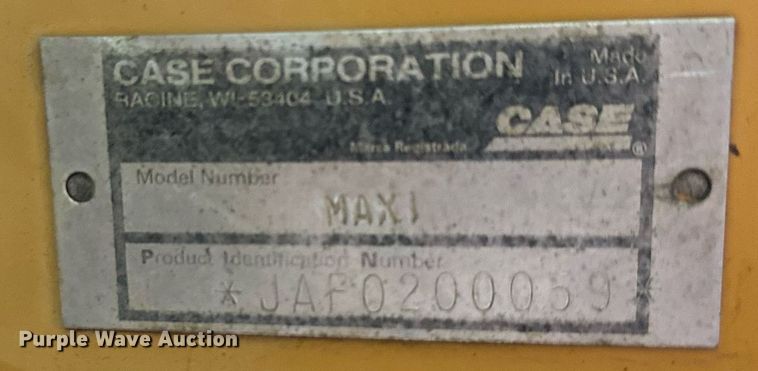 CASE CORPORATION
Made
In U.S.A.
RACINE, WI-53404 U.S.A.
CASE
Marca Registrada
®
Model Number
MAXI
Product Identification Number
*JAF0200059*
Purple Wave Auction